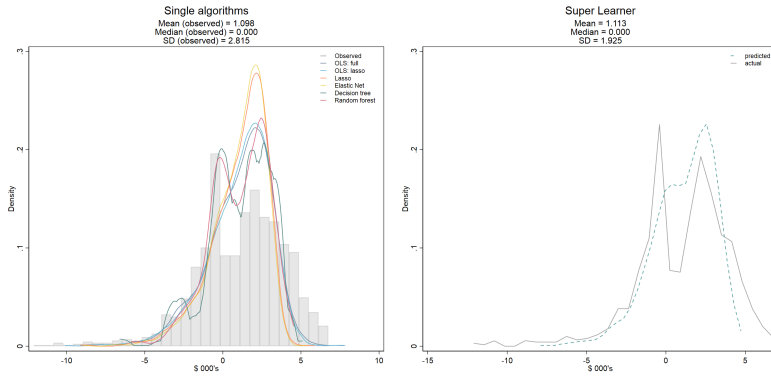 Single algorithms
Mean (observed) = 1.098
Median (observed) = 0.000
SD (observed) = 2.815
Observed
OLS: full
OLS: lasso
Lasso
Elastic Net
Decision tree
Random forest
.3
.2
.1
0
Density
-10
-5
0
5
10
$ 000's
Super Learner
Mean = 1.113
Median = 0.000
SD = 1.925
predicted
actual
.3
.2
.1
0
Density
-15
-10
-5
0
5
$ 000's